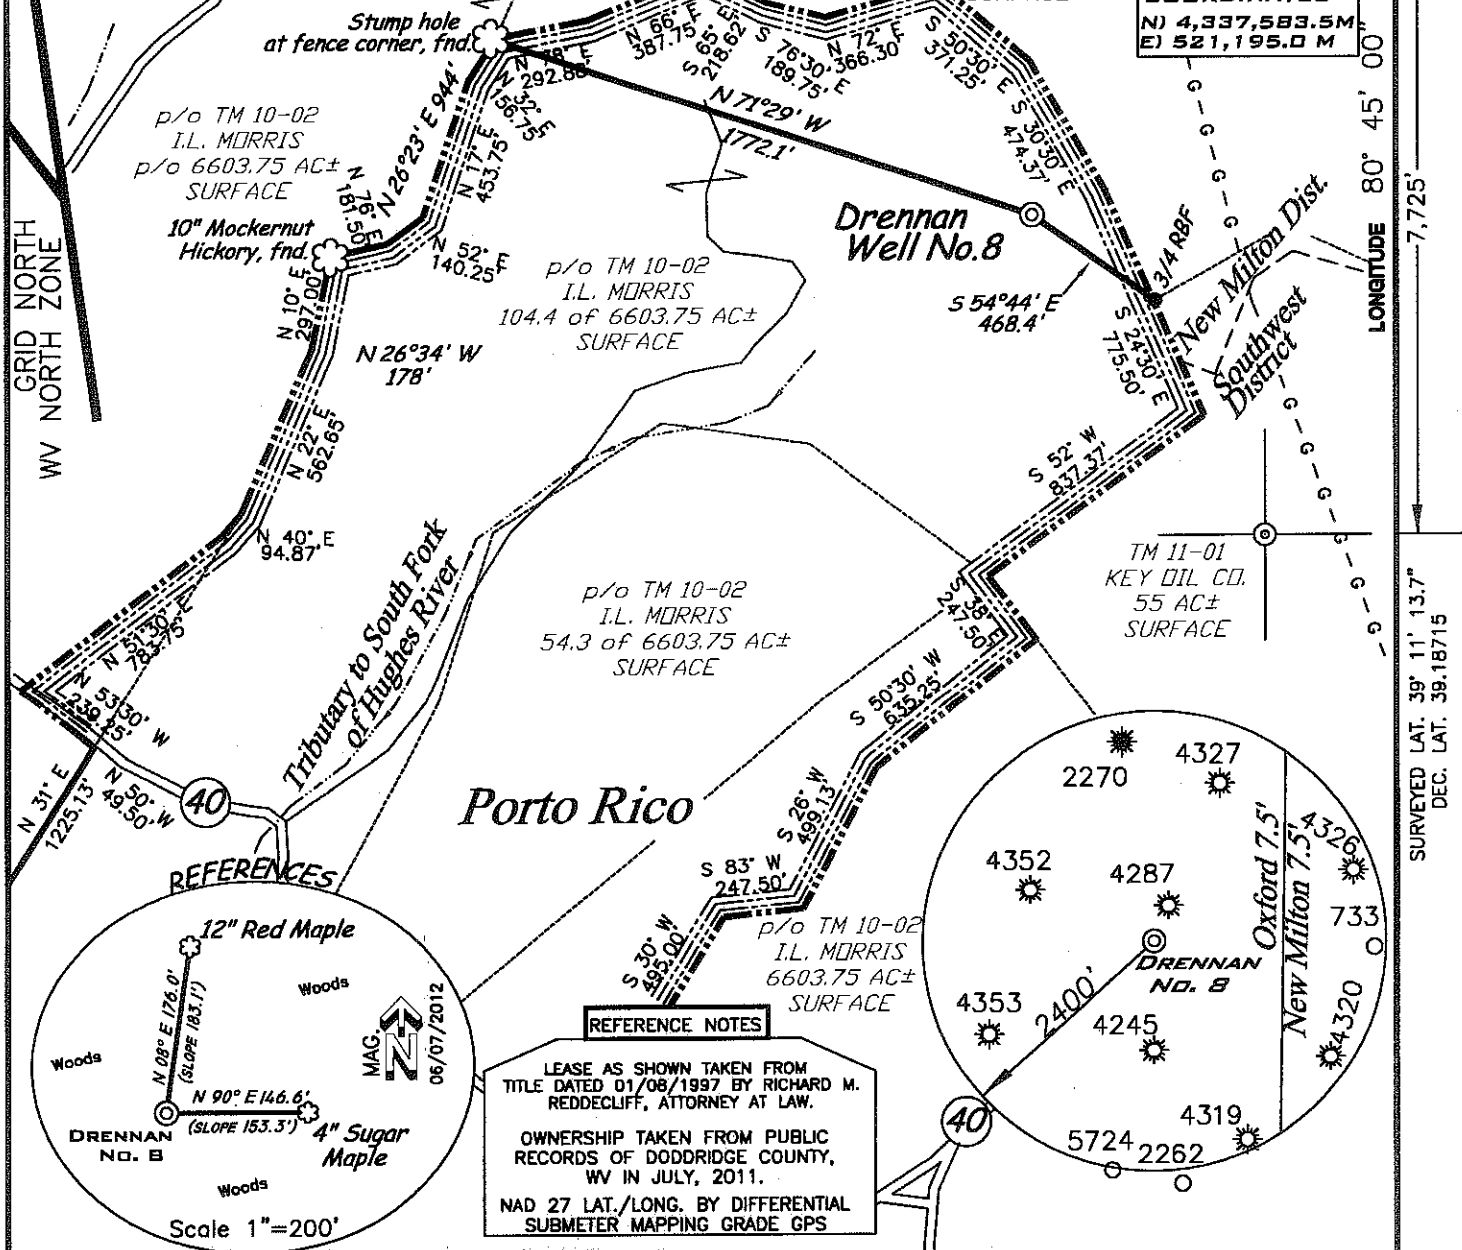 Stump hole
at fence corner, fnd.
N) 4,337,583.5M
E) 521,195.0 M
N 66° E
387.75'
S 65° E
218.62'
S 76°30' E
189.75'
N 72° E
366.30'
S 50°30' E
371.25'
292.88'
N 32° E
156.75'
N 71°29' W
1772.1'
S 30°30' E
474.37'
p/o TM 10-02
I.L. MORRIS
p/o 6603.75 AC±
SURFACE
N 26°23' E 944'
N 17° E
453.75'
N 76° E
181.50'
10" Mockernut
Hickory, fnd.
N 52° E
140.25'
Drennan
Well No.8
3/4 RBF
New Milton Dist.
Southwest
District
S 54°44' E
468.4'
S 24°30' E
775.50'
LONGITUDE 80° 45' 00"
7,725'
GRID NORTH
WV NORTH ZONE
N 10° E
297.00'
p/o TM 10-02
I.L. MORRIS
104.4 of 6603.75 AC±
SURFACE
N 26°34' W
178'
N 22° E
562.65'
N 40° E
94.87'
S 52° W
837.37'
G G G G G G G G G G G G
TM 11-01
KEY OIL CO.
55 AC±
SURFACE
SURVEYED LAT. 39° 11' 13.7"
DEC. LAT. 39.18715
Tributary to South Fork
of Hughes River
p/o TM 10-02
I.L. MORRIS
54.3 of 6603.75 AC±
SURFACE
S 38° E
247.50'
N 51°30' E
783.75'
N 53°30' W
239.25'
S 50°30' W
635.25'
N 31° E
1225.13'
N 50° W
49.50'
40
Porto Rico
S 26° W
499.13'
S 83° W
247.50'
S 30° W
495.00'
p/o TM 10-02
I.L. MORRIS
6603.75 AC±
SURFACE
REFERENCES
12" Red Maple
Woods
Woods
N 08° E 176.0'
(SLOPE 183.1')
MAG.
N
06/07/2012
N 90° E 146.6'
(SLOPE 153.3')
DRENNAN
No. 8
4" Sugar
Maple
Woods
Scale 1"=200'
REFERENCE NOTES
LEASE AS SHOWN TAKEN FROM
TITLE DATED 01/08/1997 BY RICHARD M.
REDDECLIFF, ATTORNEY AT LAW.
OWNERSHIP TAKEN FROM PUBLIC
RECORDS OF DODDRIDGE COUNTY,
WV IN JULY, 2011.
NAD 27 LAT./LONG. BY DIFFERENTIAL
SUBMETER MAPPING GRADE GPS
2270
4327
4326
4352
4287
Oxford 7.5'
New Milton 7.5'
733
DRENNAN
No. 8
2400'
4353
4245
4320
4319
5724
2262
40